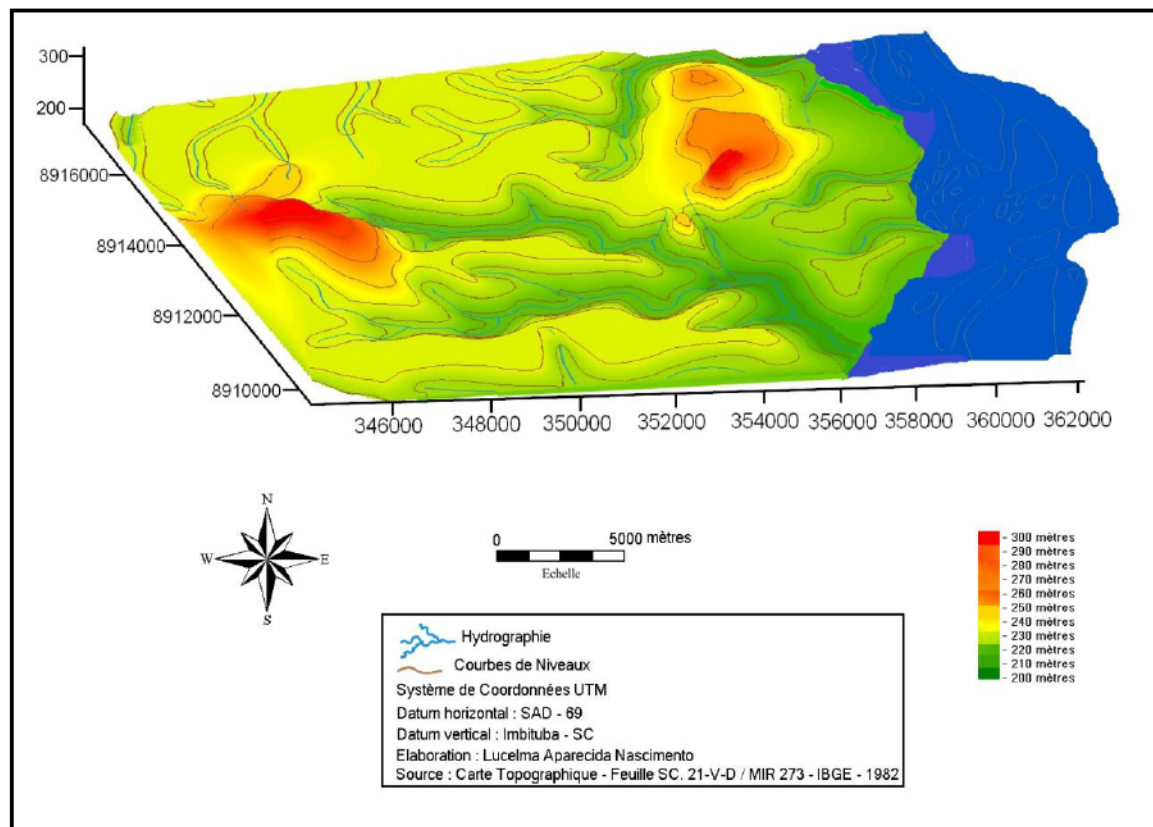 300
200
8916000
8914000
8912000
8910000
346000 348000 350000 352000 354000 356000 358000 360000 362000
N
W E
S
0 5000 mètres
Echelle
- 300 mètres
- 290 mètres
- 280 mètres
- 270 mètres
- 260 mètres
- 250 mètres
- 240 mètres
- 230 mètres
- 220 mètres
- 210 mètres
- 200 mètres
Hydrographie
Courbes de Niveaux
Système de Coordonnées UTM
Datum horizontal : SAD - 69
Datum vertical : Imbituba - SC
Elaboration : Lucelma Aparecida Nascimento
Source : Carte Topographique - Feuille SC. 21-V-D / MIR 273 - IBGE - 1982